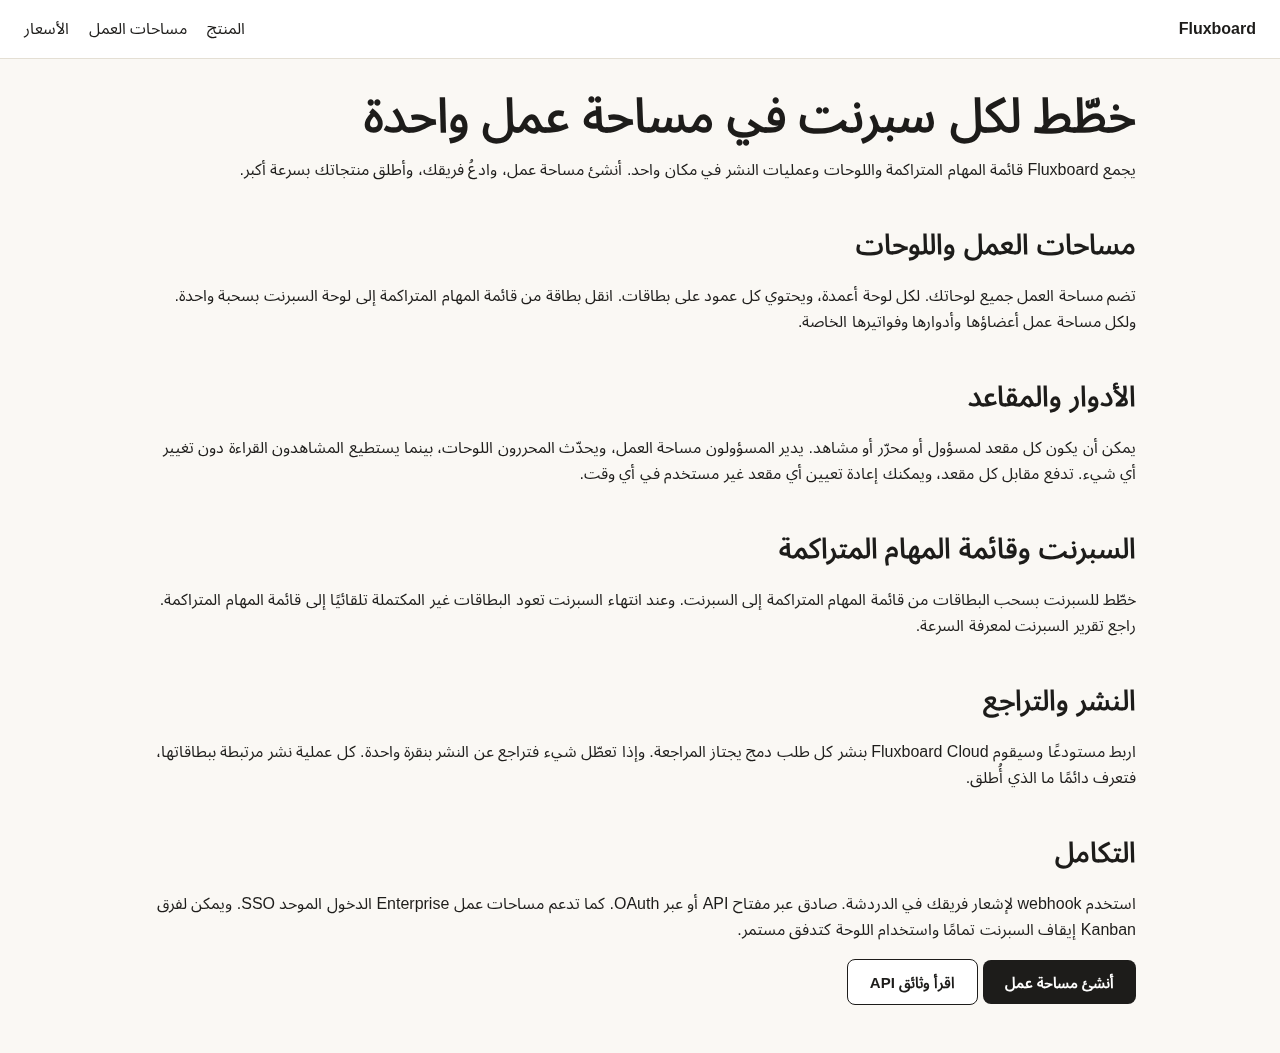 Fluxboard
المنتج
مساحات العمل
الأسعار
خطّط لكل سبرنت في مساحة عمل واحدة
يجمع Fluxboard قائمة المهام المتراكمة واللوحات وعمليات النشر في مكان واحد. أنشئ مساحة عمل، وادعُ فريقك، وأطلق منتجاتك بسرعة أكبر.
مساحات العمل واللوحات
تضم مساحة العمل جميع لوحاتك. لكل لوحة أعمدة، ويحتوي كل عمود على بطاقات. انقل بطاقة من قائمة المهام المتراكمة إلى لوحة السبرنت بسحبة واحدة.
ولكل مساحة عمل أعضاؤها وأدوارها وفواتيرها الخاصة.
الأدوار والمقاعد
يمكن أن يكون كل مقعد لمسؤول أو محرّر أو مشاهد. يدير المسؤولون مساحة العمل، ويحدّث المحررون اللوحات، بينما يستطيع المشاهدون القراءة دون تغيير
أي شيء. تدفع مقابل كل مقعد، ويمكنك إعادة تعيين أي مقعد غير مستخدم في أي وقت.
السبرنت وقائمة المهام المتراكمة
خطّط للسبرنت بسحب البطاقات من قائمة المهام المتراكمة إلى السبرنت. وعند انتهاء السبرنت تعود البطاقات غير المكتملة تلقائيًا إلى قائمة المهام المتراكمة.
راجع تقرير السبرنت لمعرفة السرعة.
النشر والتراجع
اربط مستودعًا وسيقوم Fluxboard Cloud بنشر كل طلب دمج يجتاز المراجعة. وإذا تعطّل شيء فتراجع عن النشر بنقرة واحدة. كل عملية نشر مرتبطة ببطاقاتها،
فتعرف دائمًا ما الذي أُطلق.
التكامل
استخدم webhook لإشعار فريقك في الدردشة. صادق عبر مفتاح API أو عبر OAuth. كما تدعم مساحات عمل Enterprise الدخول الموحد SSO. ويمكن لفرق
Kanban إيقاف السبرنت تمامًا واستخدام اللوحة كتدفق مستمر.
أنشئ مساحة عمل
اقرأ وثائق API